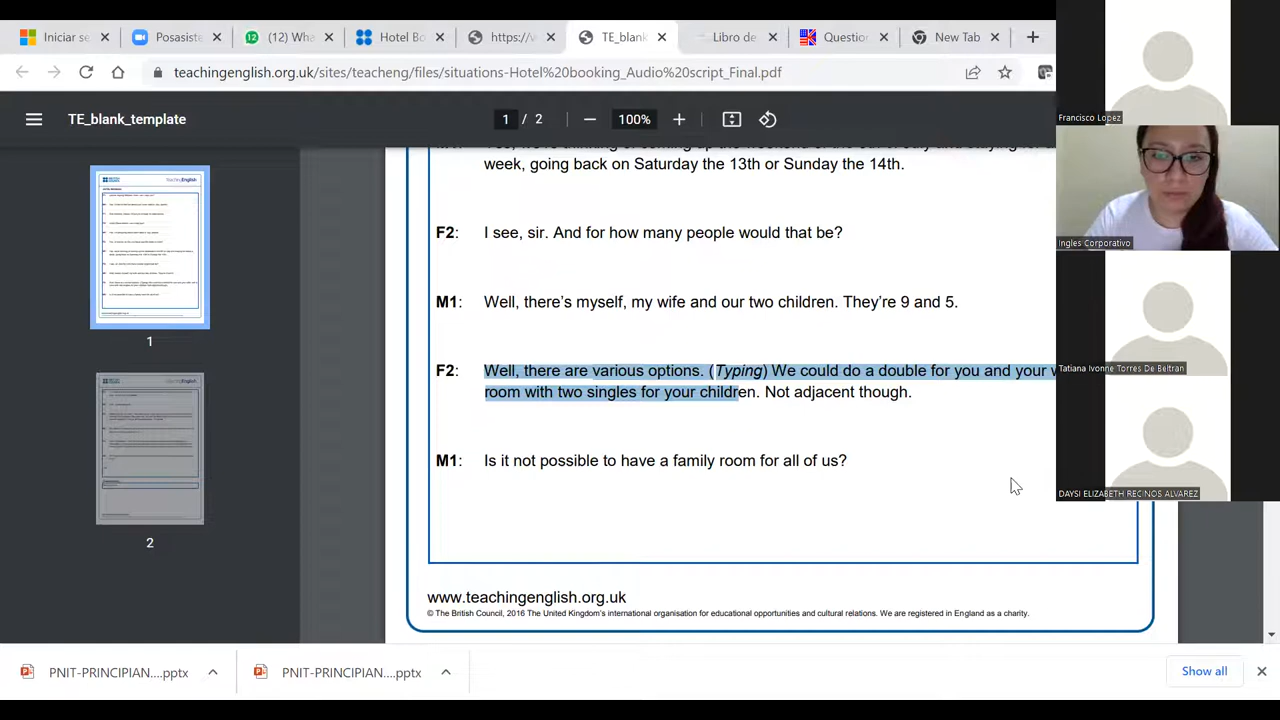 Iniciar se
Posasiste
(12) Wha
Hotel Bo
https://v
TE_blank
Libro de
Question
New Tab
teachingenglish.org.uk/sites/teacheng/files/situations-Hotel%20booking_Audio%20script_Final.pdf
TE_blank_template
1 / 2
100%
week, going back on Saturday the 13th or Sunday the 14th.
F2: I see, sir. And for how many people would that be?
M1: Well, there's myself, my wife and our two children. They're 9 and 5.
F2: Well, there are various options. (Typing) We could do a double for you and your w
room with two singles for your children. Not adjacent though.
M1: Is it not possible to have a family room for all of us?
www.teachingenglish.org.uk
© The British Council, 2016 The United Kingdom's international organisation for educational opportunities and cultural relations. We are registered in England as a charity.
1
2
Francisco Lopez
Ingles Corporativo
Tatiana Ivonne Torres De Beltran
DAYSI ELIZABETH RECINOS ALVAREZ
PNIT-PRINCIPIAN....pptx
PNIT-PRINCIPIAN....pptx
Show all